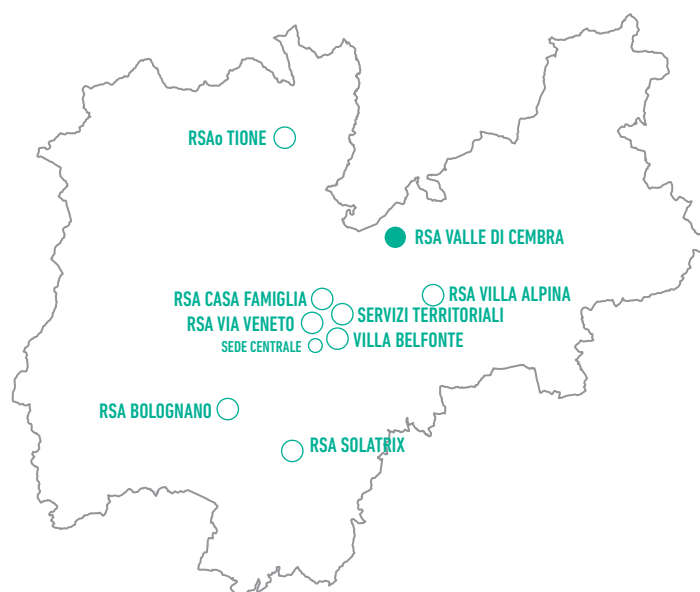 RSAo TIONE
RSA VALLE DI CEMBRA
RSA CASA FAMIGLIA
RSA VILLA ALPINA
SERVIZI TERRITORIALI
RSA VIA VENETO
VILLA BELFONTE
SEDE CENTRALE
RSA BOLOGNANO
RSA SOLATRIX